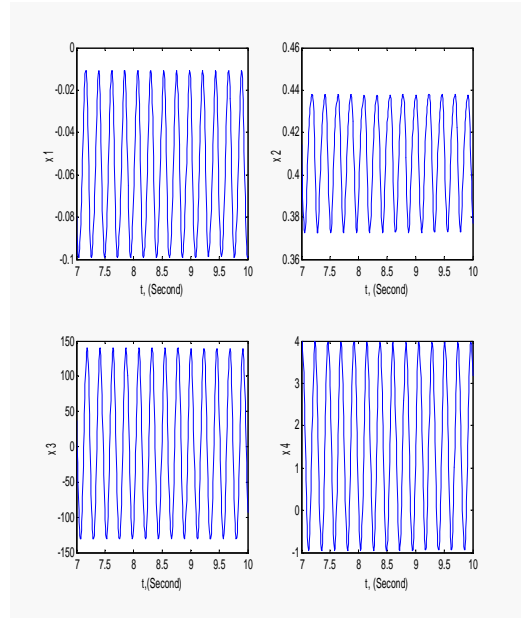 0
-0.02
-0.04
-0.06
-0.08
-0.1
x 1
7 7.5 8 8.5 9 9.5 10
t, (Second)
0.46
0.44
0.42
0.4
0.38
0.36
x 2
7 7.5 8 8.5 9 9.5 10
t, (Second)
150
100
50
0
-50
-100
-150
x 3
7 7.5 8 8.5 9 9.5 10
t,(Second)
4
3
2
1
0
-1
x 4
7 7.5 8 8.5 9 9.5 10
t, (Second)